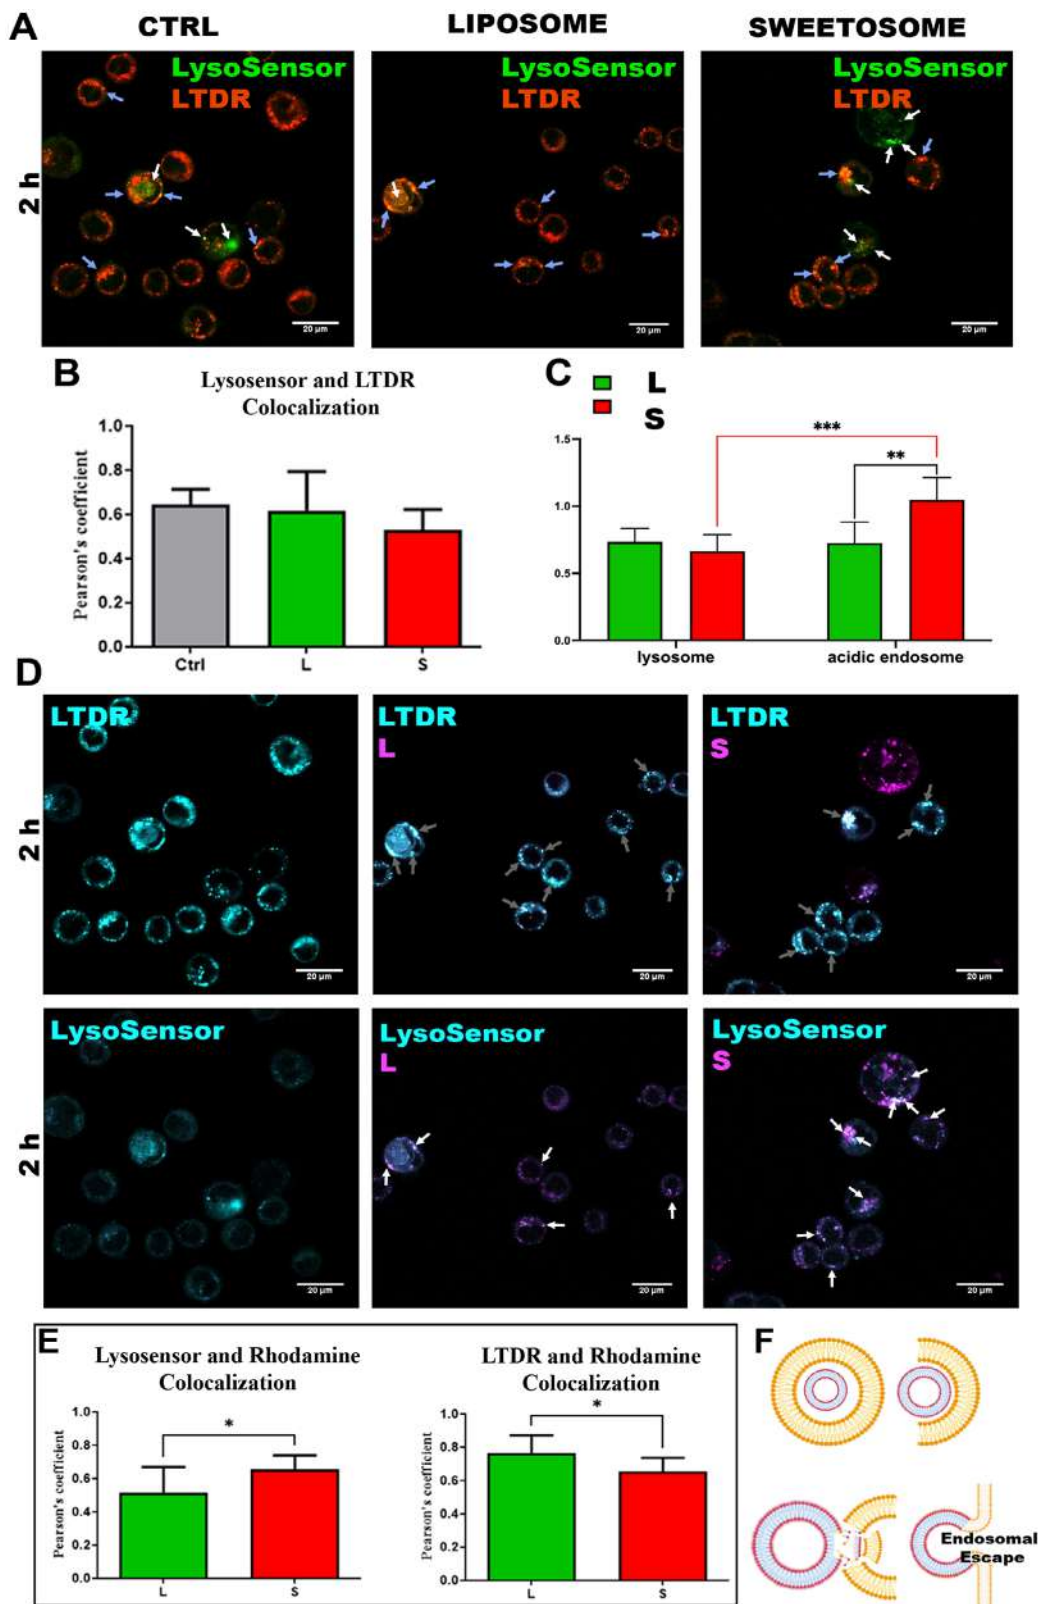 A
CTRL
LIPOSOME
SWEETOSOME
2 h
LysoSensor
LTDR
20 µm
LysoSensor
LTDR
20 µm
LysoSensor
LTDR
20 µm
B
Lysosensor and LTDR
Colocalization
Pearson's coefficient
1.0
0.8
0.6
0.4
0.2
0.0
Ctrl
L
S
C
L
S
***
**
1.5
1.0
0.5
0.0
lysosome
acidic endosome
D
2 h
LTDR
20 µm
LTDR
L
20 µm
LTDR
S
20 µm
2 h
LysoSensor
20 µm
LysoSensor
L
20 µm
LysoSensor
S
20 µm
E
Lysosensor and Rhodamine
Colocalization
Pearson's coefficient
1.0
0.8
0.6
0.4
0.2
0.0
*
L
S
LTDR and Rhodamine
Colocalization
Pearson's coefficient
1.0
0.8
0.6
0.4
0.2
0.0
*
L
S
F
Endosomal
Escape